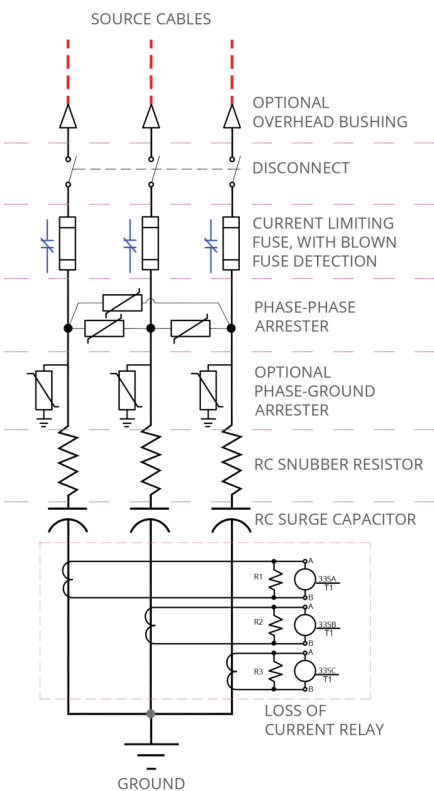 SOURCE CABLES
OPTIONAL
OVERHEAD BUSHING
DISCONNECT
CURRENT LIMITING
FUSE, WITH BLOWN
FUSE DETECTION
PHASE-PHASE
ARRESTER
OPTIONAL
PHASE-GROUND
ARRESTER
RC SNUBBER RESISTOR
RC SURGE CAPACITOR
A
R1
33SA
T1
B
A
R2
33SB
T1
B
A
R3
33SC
T1
B
LOSS OF
CURRENT RELAY
GROUND